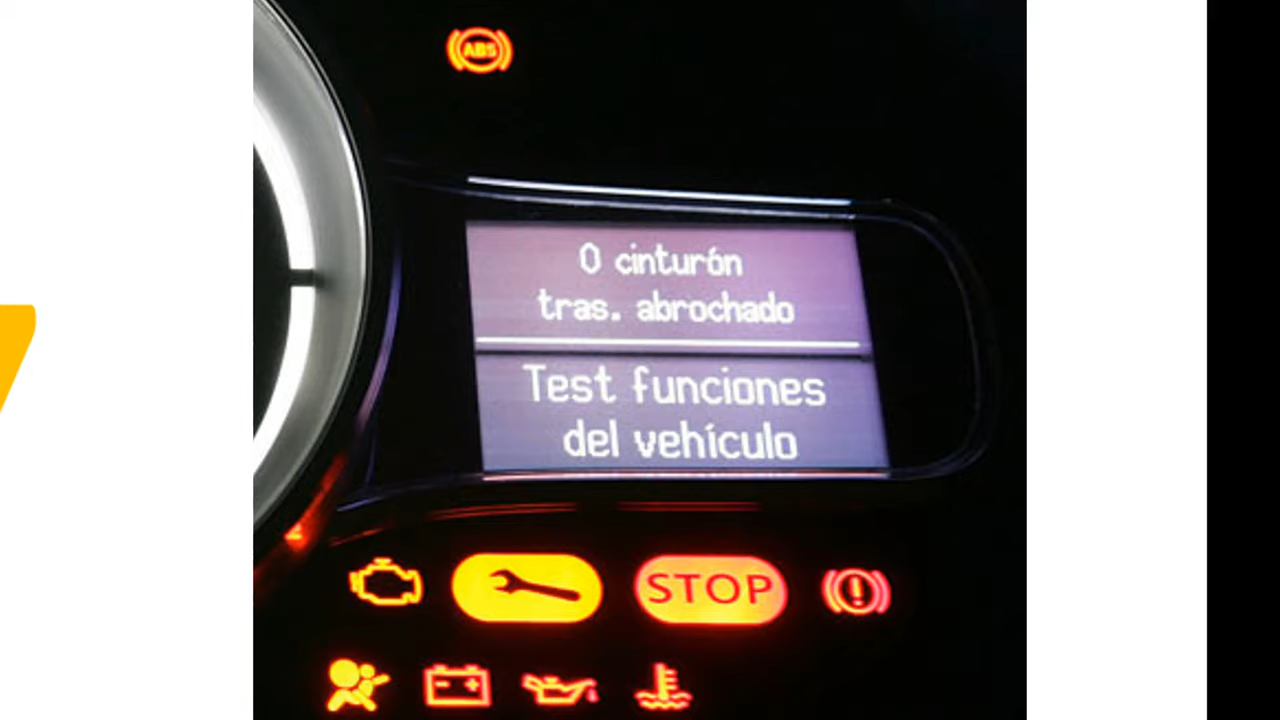 ABS
0 cinturón
tras. abrochado
Test funciones
del vehículo
STOP